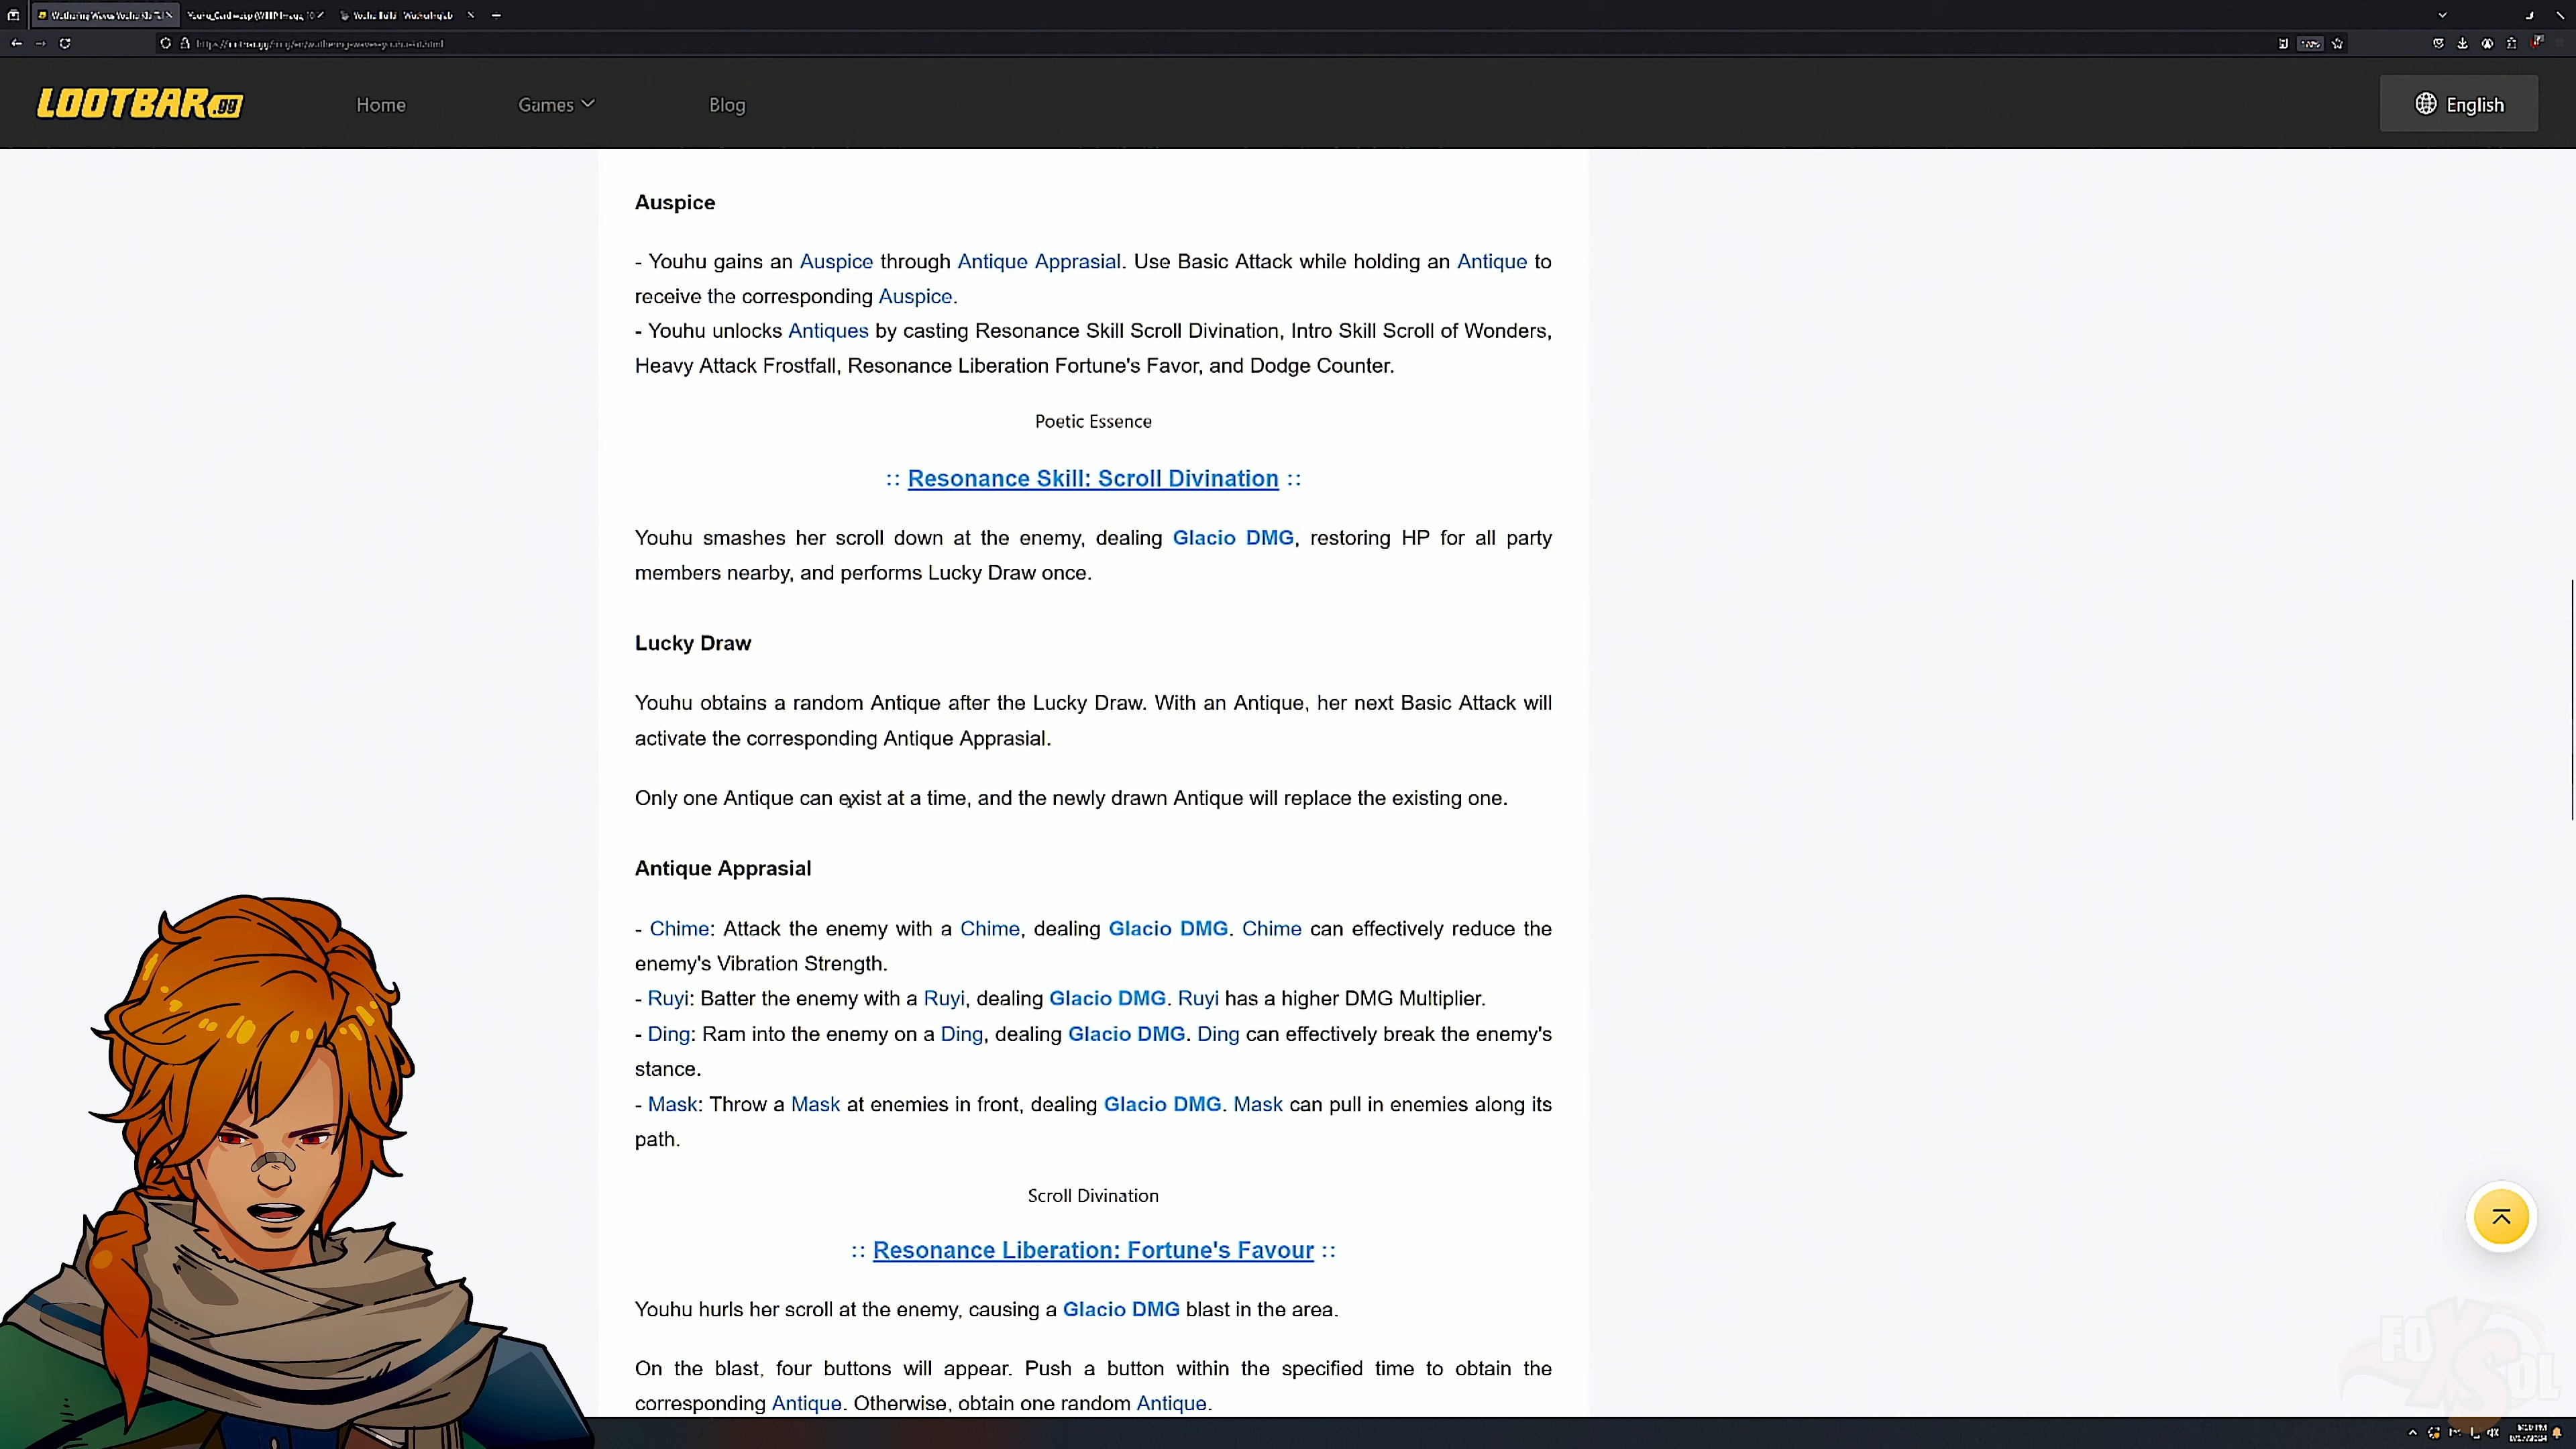 LOOTBAR.gg
Home
Games
Blog
English
Auspice
- Youhu gains an Auspice through Antique Apprasial. Use Basic Attack while holding an Antique to
receive the corresponding Auspice.
- Youhu unlocks Antiques by casting Resonance Skill Scroll Divination, Intro Skill Scroll of Wonders,
Heavy Attack Frostfall, Resonance Liberation Fortune's Favor, and Dodge Counter.
Poetic Essence
:: Resonance Skill: Scroll Divination ::
Youhu smashes her scroll down at the enemy, dealing Glacio DMG, restoring HP for all party
members nearby, and performs Lucky Draw once.
Lucky Draw
Youhu obtains a random Antique after the Lucky Draw. With an Antique, her next Basic Attack will
activate the corresponding Antique Apprasial.
Only one Antique can exist at a time, and the newly drawn Antique will replace the existing one.
Antique Apprasial
- Chime: Attack the enemy with a Chime, dealing Glacio DMG. Chime can effectively reduce the
enemy's Vibration Strength.
- Ruyi: Batter the enemy with a Ruyi, dealing Glacio DMG. Ruyi has a higher DMG Multiplier.
- Ding: Ram into the enemy on a Ding, dealing Glacio DMG. Ding can effectively break the enemy's
stance.
- Mask: Throw a Mask at enemies in front, dealing Glacio DMG. Mask can pull in enemies along its
path.
Scroll Divination
:: Resonance Liberation: Fortune's Favour ::
Youhu hurls her scroll at the enemy, causing a Glacio DMG blast in the area.
On the blast, four buttons will appear. Push a button within the specified time to obtain the
corresponding Antique. Otherwise, obtain one random Antique.